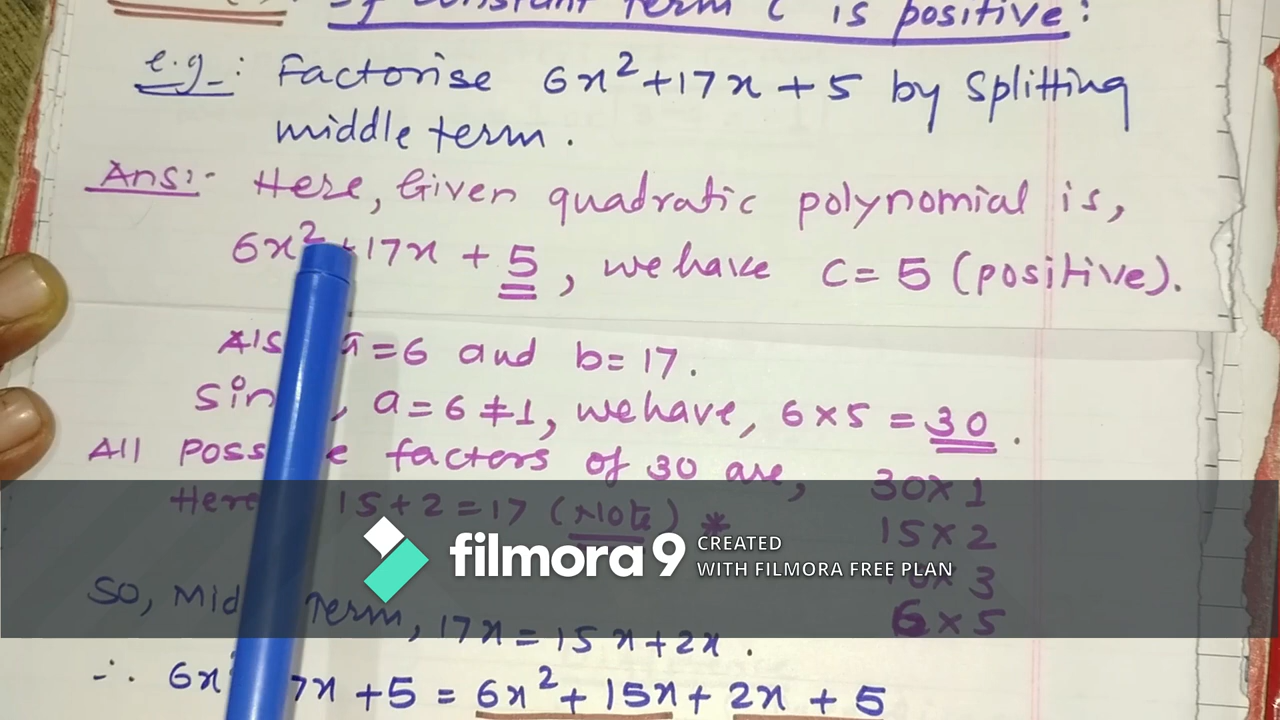 If constant term C is positive:
e.g.: Factorise 6x²+17x+5 by Splitting
middle term.
Ans:- Here, Given quadratic polynomial is,
6x²+17x+5, we have C=5 (positive).
Als a=6 and b=17.
Sin , a=6≠1, we have, 6×5=30.
All Poss e factors of 30 are, 30×1
Here 15+2=17 (Note) * 15×2
10×3
6×5
filmora 9 CREATED
WITH FILMORA FREE PLAN
So, Mid Term, 17x=15x+2x.
∴ 6x 7x+5=6x²+15x+2x+5